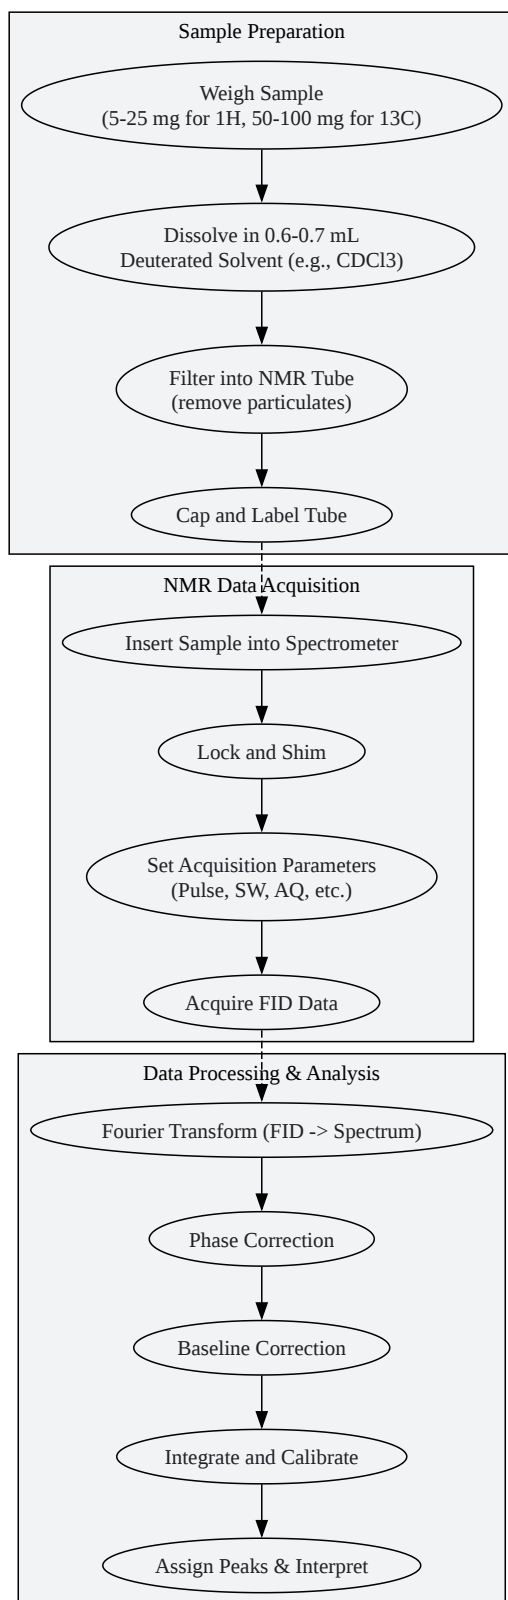 Sample Preparation
Weigh Sample
(5-25 mg for 1H, 50-100 mg for 13C)
Dissolve in 0.6-0.7 mL
Deuterated Solvent (e.g., CDCl3)
Filter into NMR Tube
(remove particulates)
Cap and Label Tube
NMR Data Acquisition
Insert Sample into Spectrometer
Lock and Shim
Set Acquisition Parameters
(Pulse, SW, AQ, etc.)
Acquire FID Data
Data Processing & Analysis
Fourier Transform (FID -> Spectrum)
Phase Correction
Baseline Correction
Integrate and Calibrate
Assign Peaks & Interpret